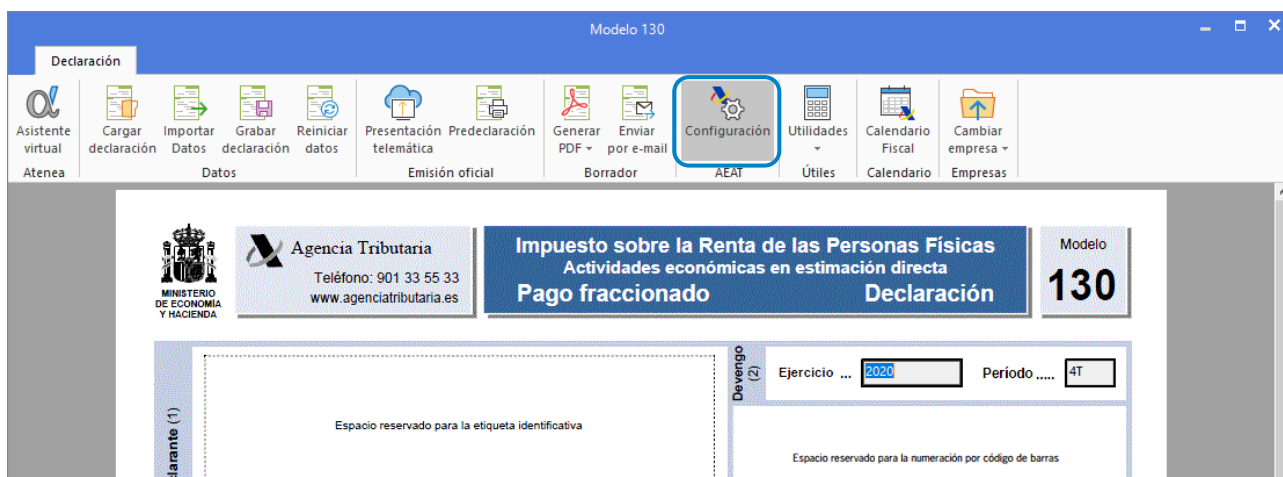 Modelo 130
Declaración
Asistente virtual
Cargar declaración
Importar Datos
Grabar declaración
Reiniciar datos
Presentación telemática
Predeclaración
Generar PDF
Enviar por e-mail
Configuración
Utilidades
Calendario Fiscal
Cambiar empresa
Atenea
Datos
Emisión oficial
Borrador
AEAT
Útiles
Calendario
Empresas
MINISTERIO
DE ECONOMÍA
Y HACIENDA
Agencia Tributaria
Teléfono: 901 33 55 33
www.agenciatributaria.es
Impuesto sobre la Renta de las Personas Físicas
Actividades económicas en estimación directa
Pago fraccionado Declaración
Modelo
130
larante (1)
Espacio reservado para la etiqueta identificativa
Devengo (2)
Ejercicio ... 2020 Período ..... 4T
Espacio reservado para la numeración por código de barras